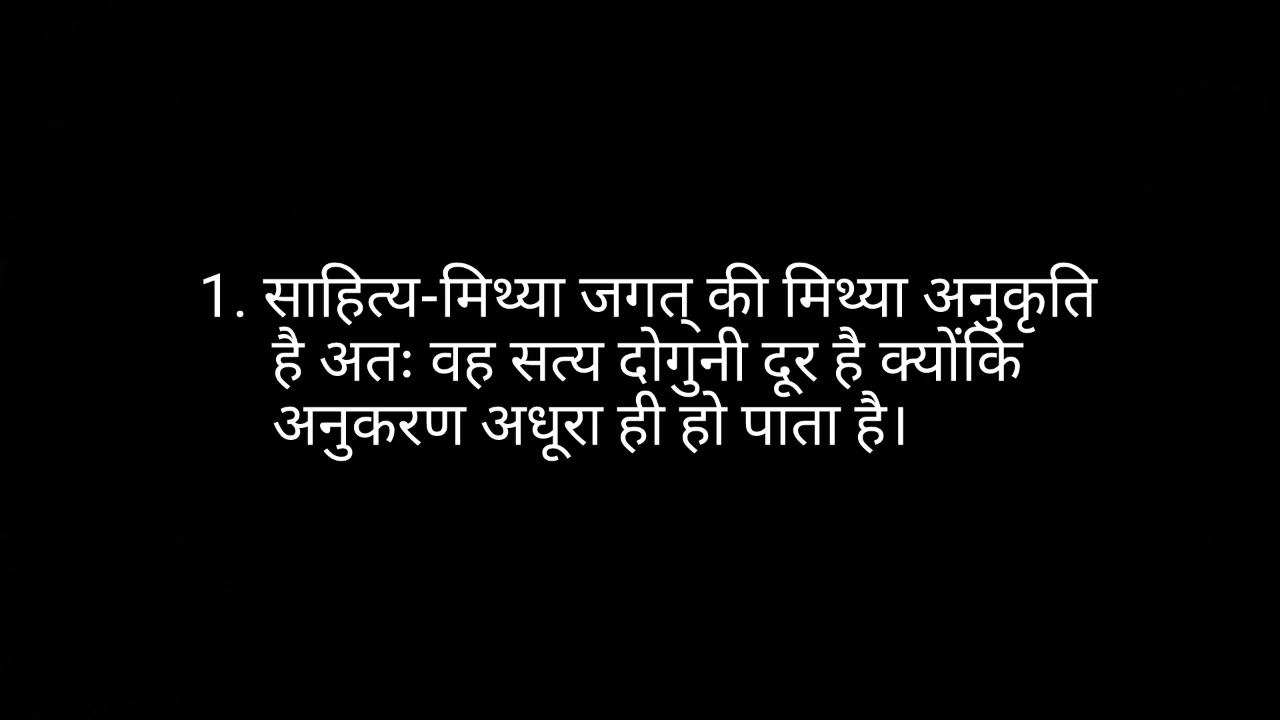 1. साहित्य-मिथ्या जगत् की मिथ्या अनुकृति
है अतः वह सत्य दोगुनी दूर है क्योंकि
अनुकरण अधूरा ही हो पाता है।